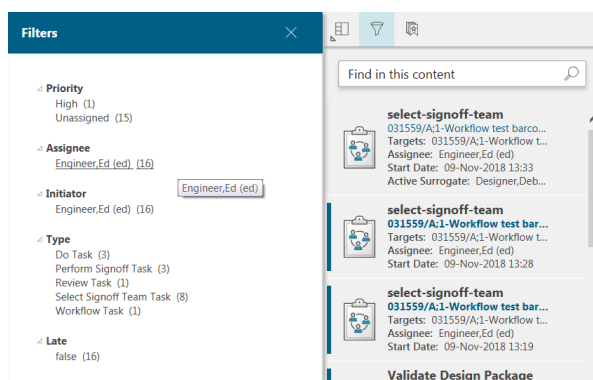 Filters
Priority
High (1)
Unassigned (15)
Assignee
Engineer,Ed (ed) (16)
Engineer,Ed (ed)
Initiator
Engineer,Ed (ed) (16)
Type
Do Task (3)
Perform Signoff Task (3)
Review Task (1)
Select Signoff Team Task (8)
Workflow Task (1)
Late
false (16)
Find in this content
select-signoff-team
031559/A;1-Workflow test barco...
Targets: 031559/A;1-Workflow t...
Assignee: Engineer,Ed (ed)
Start Date: 09-Nov-2018 13:33
Active Surrogate: Designer,Deb...
select-signoff-team
031559/A;1-Workflow test bar...
Targets: 031559/A;1-Workflow t...
Assignee: Engineer,Ed (ed)
Start Date: 09-Nov-2018 13:28
select-signoff-team
031559/A;1-Workflow test bar...
Targets: 031559/A;1-Workflow t...
Assignee: Engineer,Ed (ed)
Start Date: 09-Nov-2018 13:19
Validate Design Package